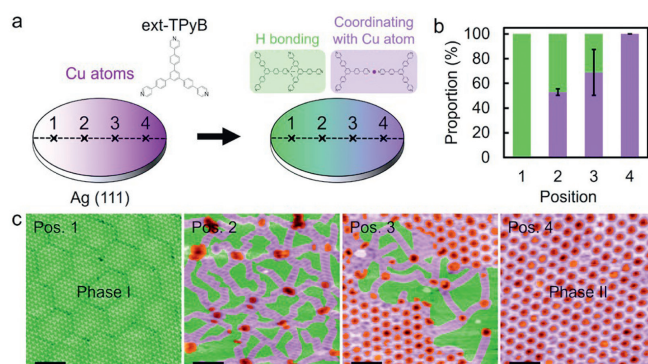 a
ext-TPyB
Cu atoms
H bonding
Coordinating
with Cu atom
1 2 3 4
1 2 3 4
Ag (111)
b
Proportion (%)
100
80
60
40
20
0
1 2 3 4
Position
c
Pos. 1
Phase I
Pos. 2
Pos. 3
Pos. 4
Phase II